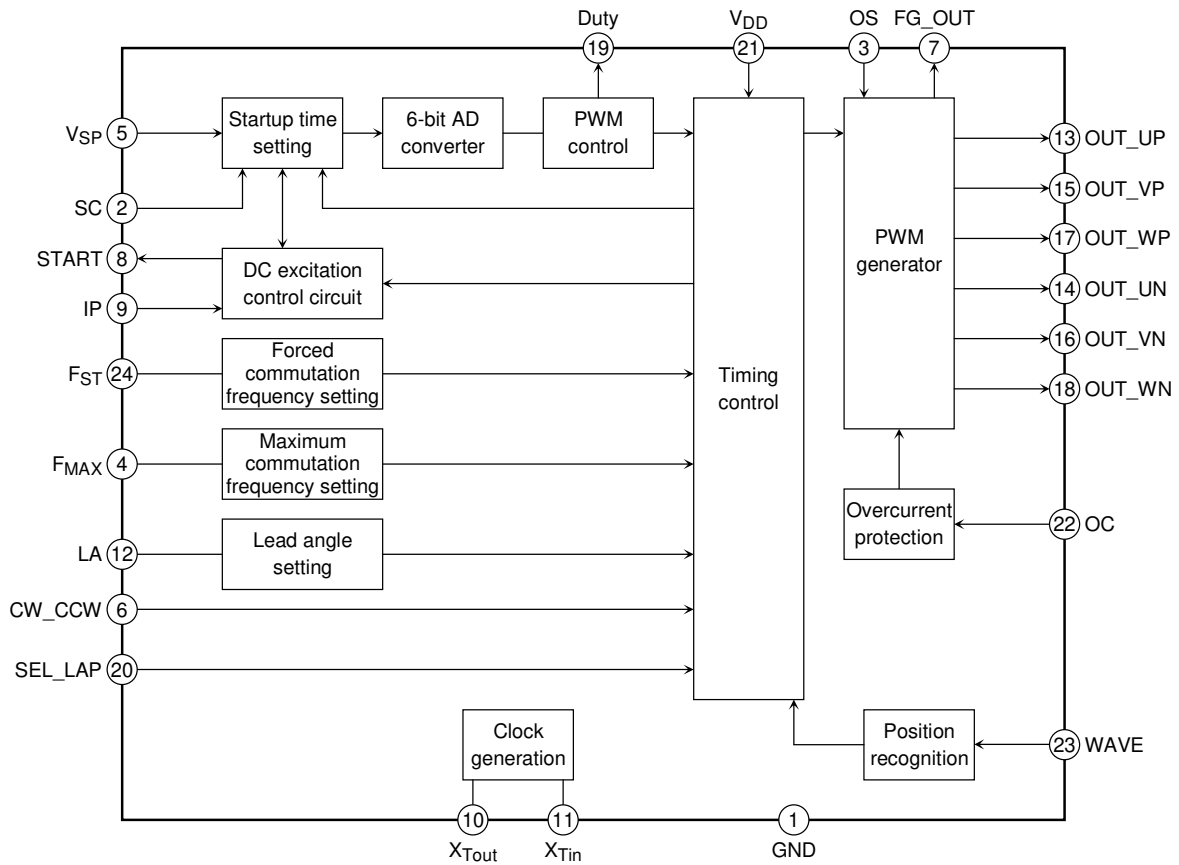 Duty
VDD
OS
FG_OUT
19
21
3
7
VSP
5
Startup time
setting
6-bit AD
converter
PWM
control
13
OUT_UP
SC
2
15
OUT_VP
START
8
DC excitation
control circuit
PWM
generator
17
OUT_WP
IP
9
14
OUT_UN
16
OUT_VN
FST
24
Forced
commutation
frequency setting
Timing
control
18
OUT_WN
FMAX
4
Maximum
commutation
frequency setting
Overcurrent
protection
22
OC
LA
12
Lead angle
setting
CW_CCW
6
SEL_LAP
20
Clock
generation
Position
recognition
23
WAVE
10
11
1
XTout
XTin
GND